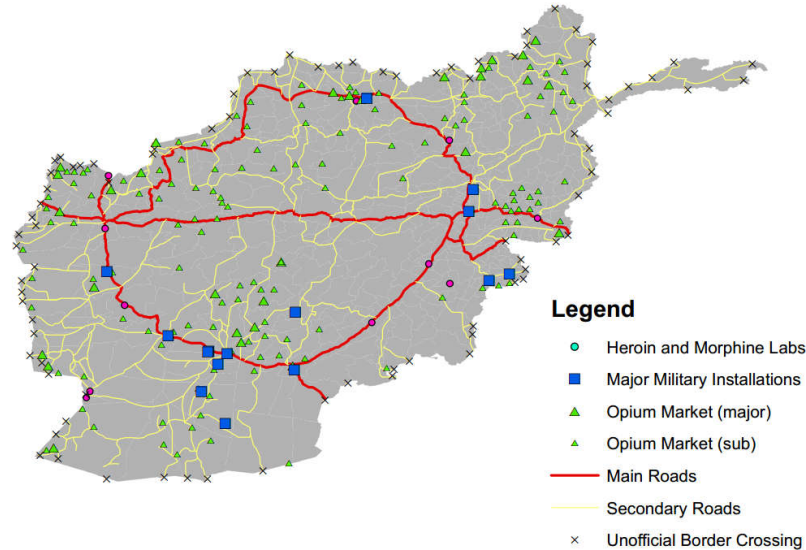 Legend
Heroin and Morphine Labs
Major Military Installations
Opium Market (major)
Opium Market (sub)
Main Roads
Secondary Roads
Unofficial Border Crossing